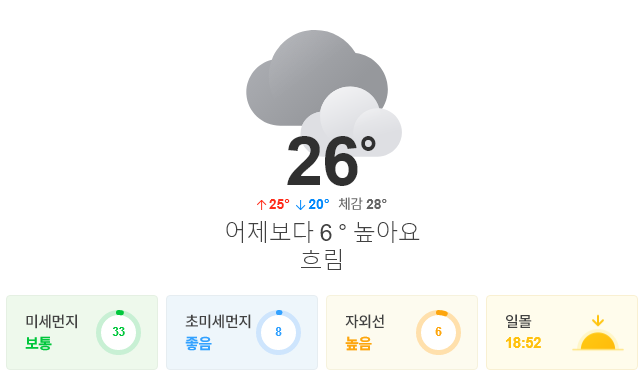 26°
↑25° ↓20° 체감 28°
어제보다 6 ° 높아요
흐림
미세먼지
보통
33
초미세먼지
좋음
8
자외선
높음
6
일몰
18:52